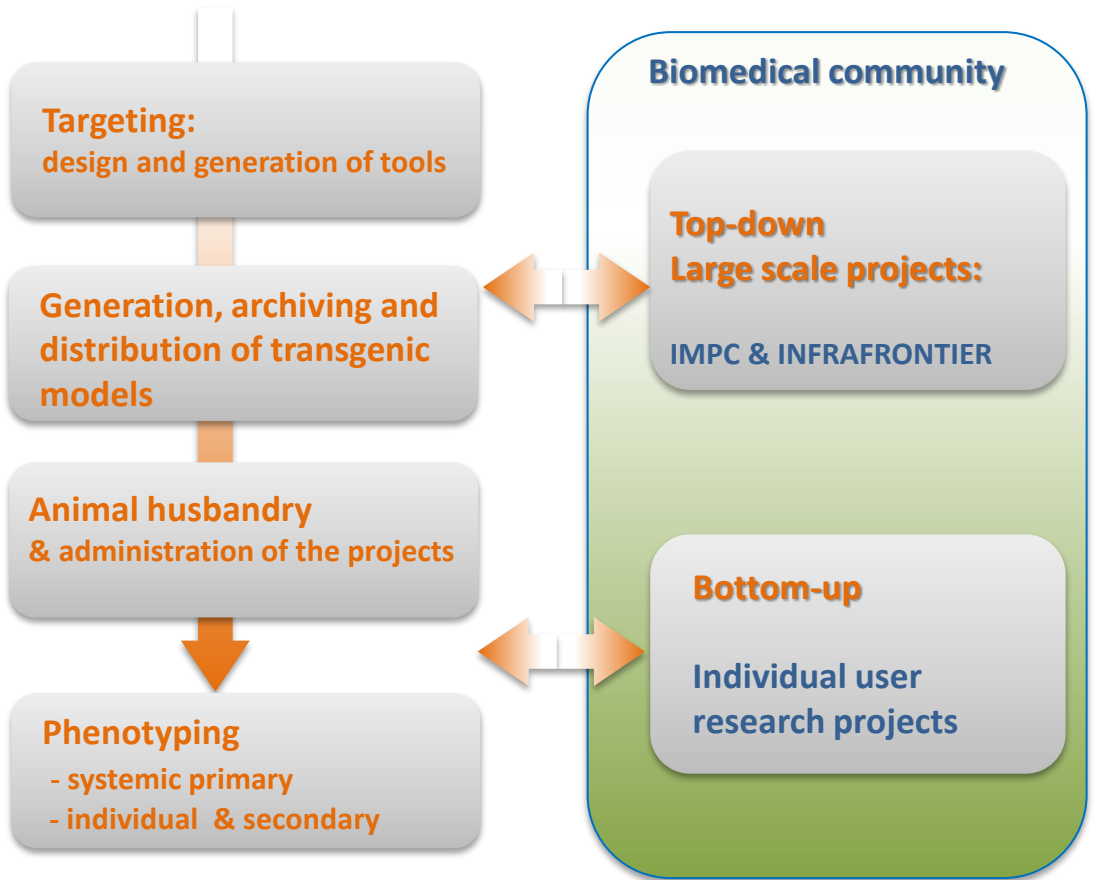 Targeting:
design and generation of tools
Generation, archiving and
distribution of transgenic
models
Animal husbandry
& administration of the projects
Phenotyping
- systemic primary
- individual & secondary
Biomedical community
Top-down
Large scale projects:
IMPC & INFRAFRONTIER
Bottom-up
Individual user
research projects